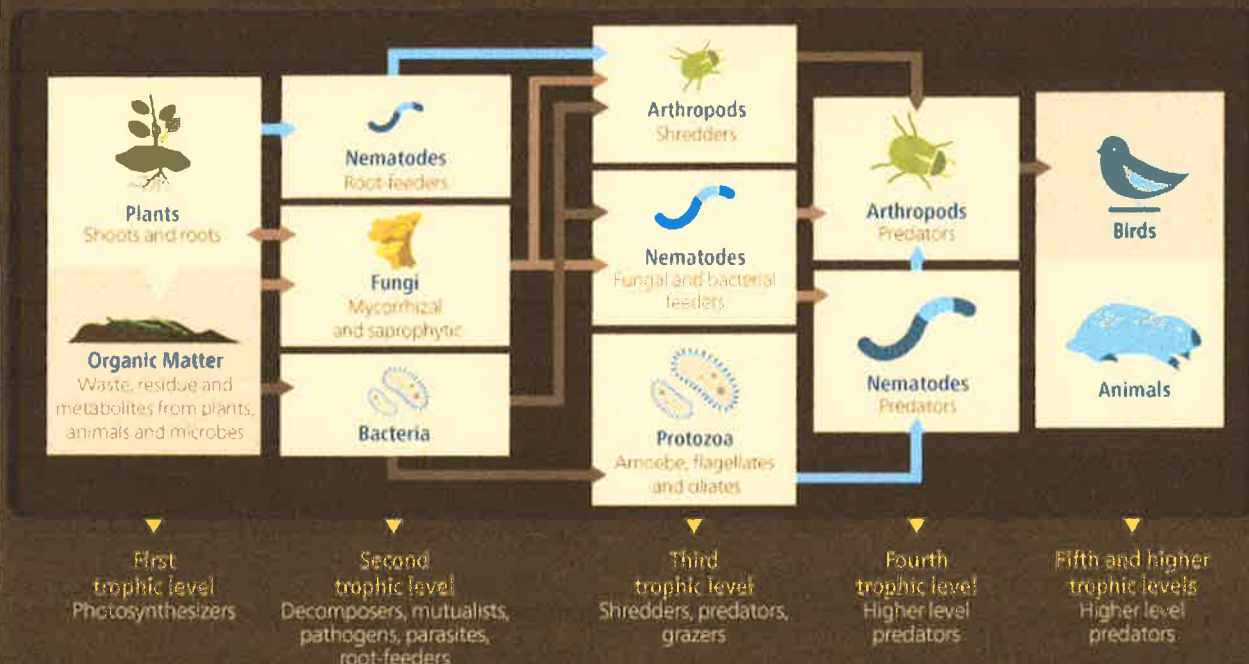 Plants
Shoots and roots
Organic Matter
Waste, residue and
metabolites from plants,
animals and microbes
Nematodes
Root-feeders
Fungi
Mycorrhizal
and saprophytic
Bacteria
Arthropods
Shredders
Nematodes
Fungal and bacterial
feeders
Protozoa
Amoebe, flagellates
and ciliates
Arthropods
Predators
Nematodes
Predators
Birds
Animals
First
trophic level
Photosynthesizers
Second
trophic level
Decomposers, mutualists,
pathogens, parasites,
root-feeders
Third
trophic level
Shredders, predators,
grazers
Fourth
trophic level
Higher level
predators
Fifth and higher
trophic levels
Higher level
predators